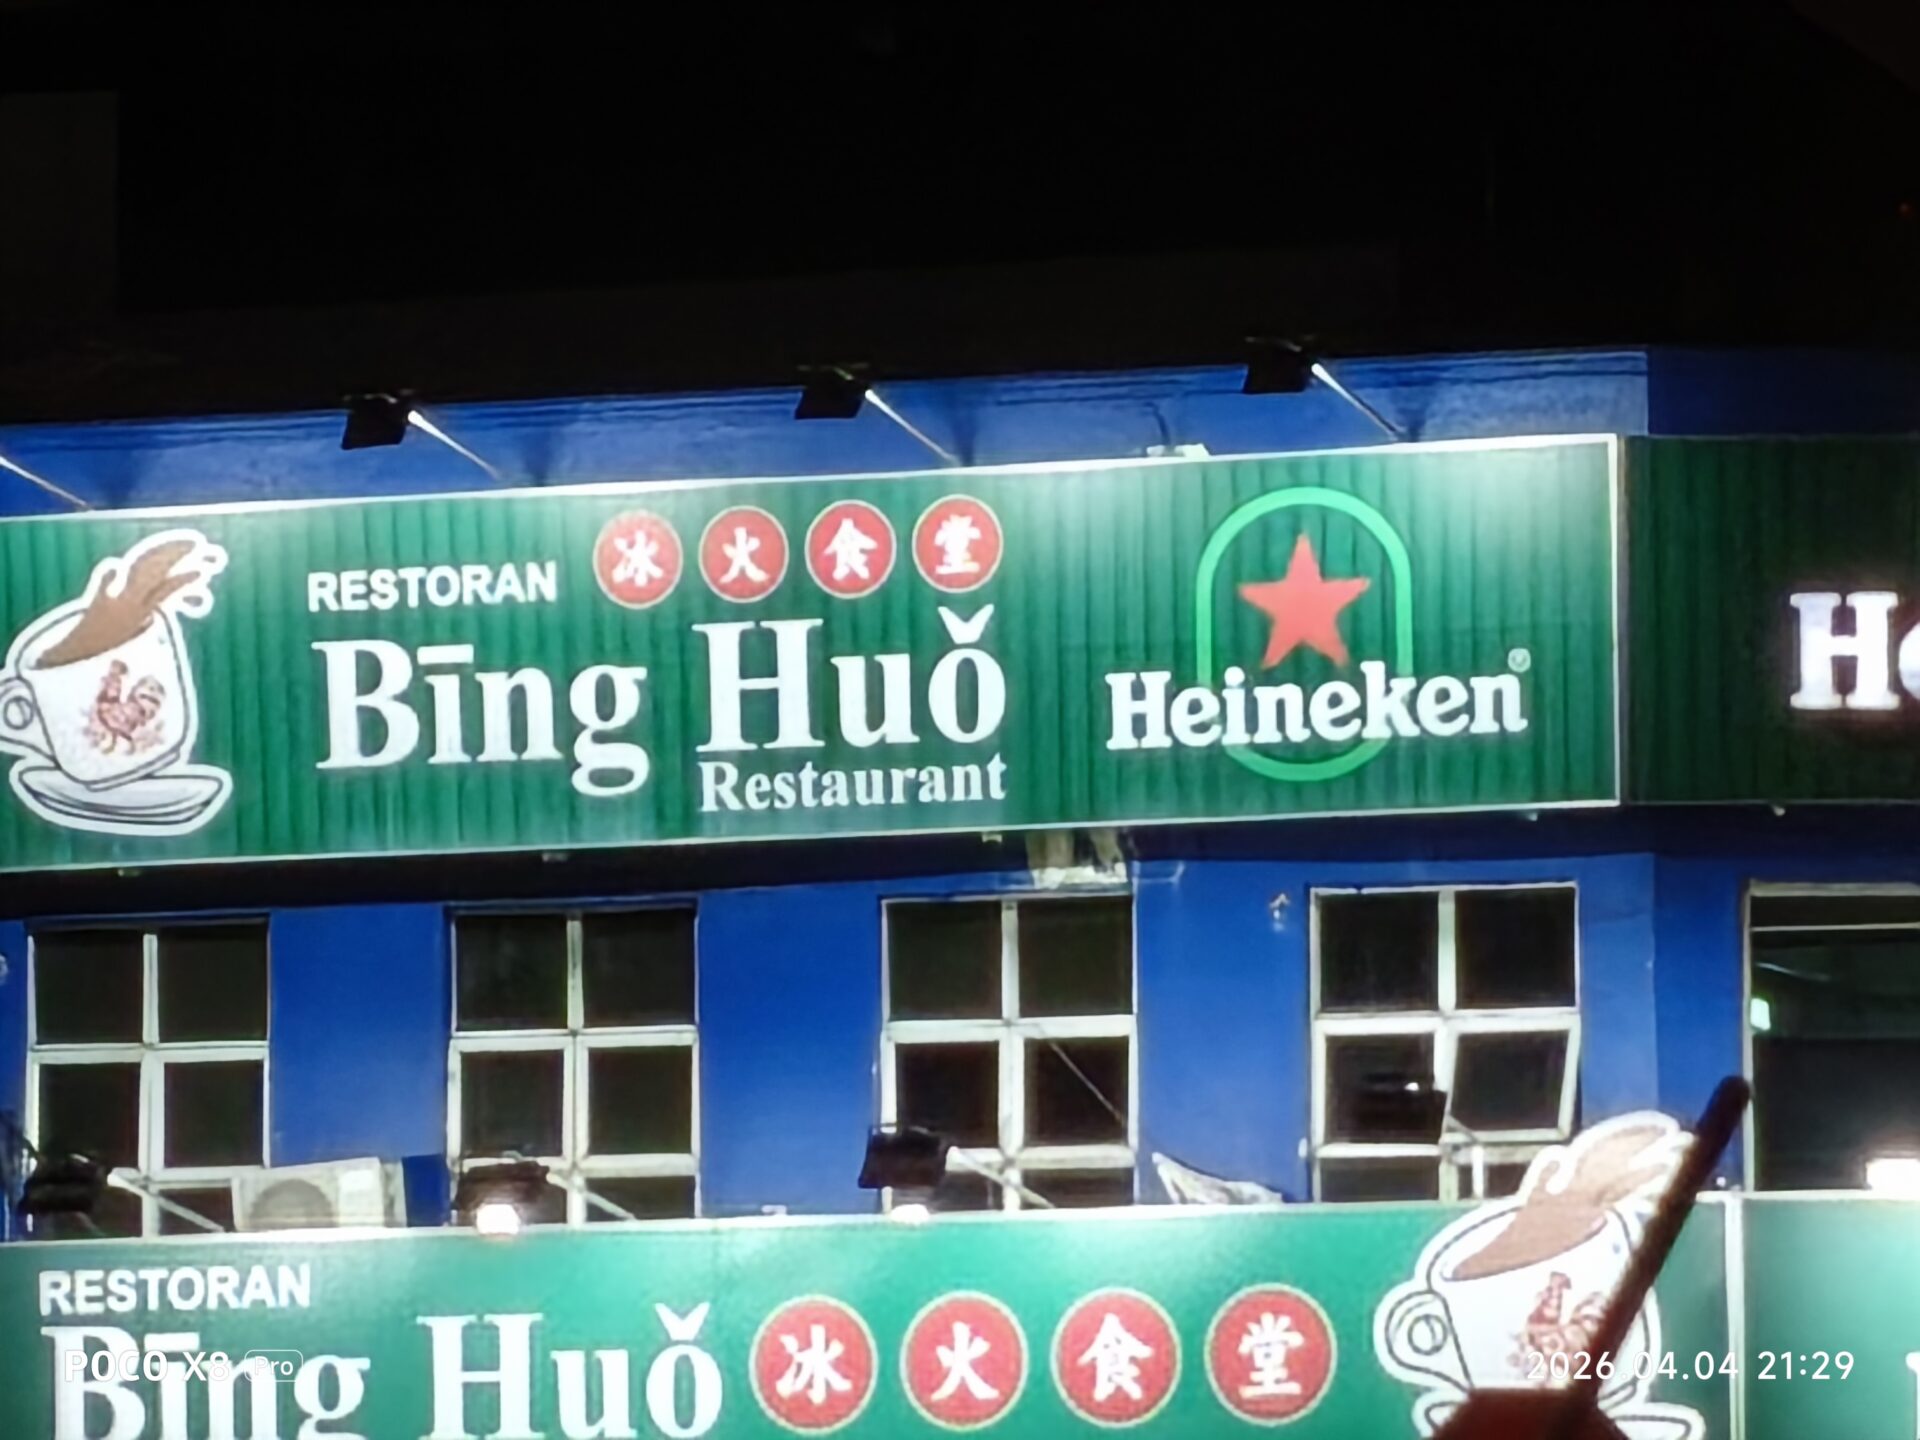 RESTORAN 冰火食堂
Bīng Huǒ
Restaurant
Heineken®
RESTORAN
Bīng Huǒ 冰火食堂
POCO X8 Pro
2026.04.04 21:29